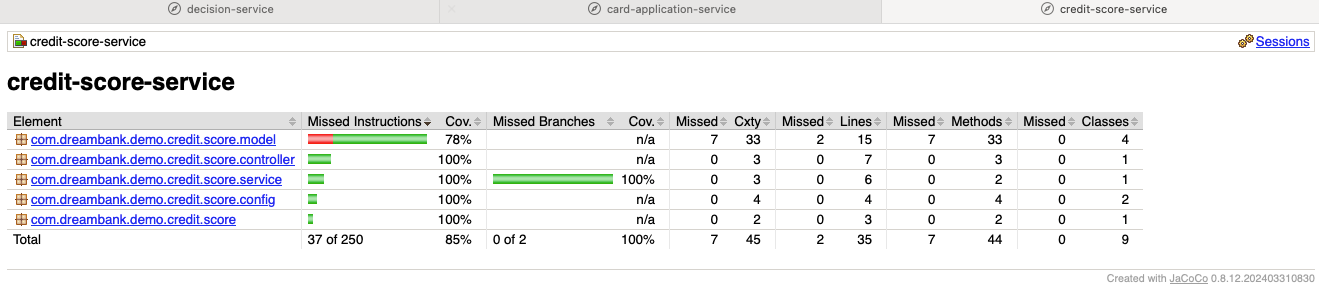 decision-service card-application-service credit-score-service
credit-score-service Sessions
credit-score-service
Element Missed Instructions Cov. Missed Branches Cov. Missed Cxty Missed Lines Missed Methods Missed Classes
com.dreambank.demo.credit.score.model 78% n/a 7 33 2 15 7 33 0 4
com.dreambank.demo.credit.score.controller 100% n/a 0 3 0 7 0 3 0 1
com.dreambank.demo.credit.score.service 100% 100% 0 3 0 6 0 2 0 1
com.dreambank.demo.credit.score.config 100% n/a 0 4 0 4 0 4 0 2
com.dreambank.demo.credit.score 100% n/a 0 2 0 3 0 2 0 1
Total 37 of 250 85% 0 of 2 100% 7 45 2 35 7 44 0 9
Created with JaCoCo 0.8.12.202403310830